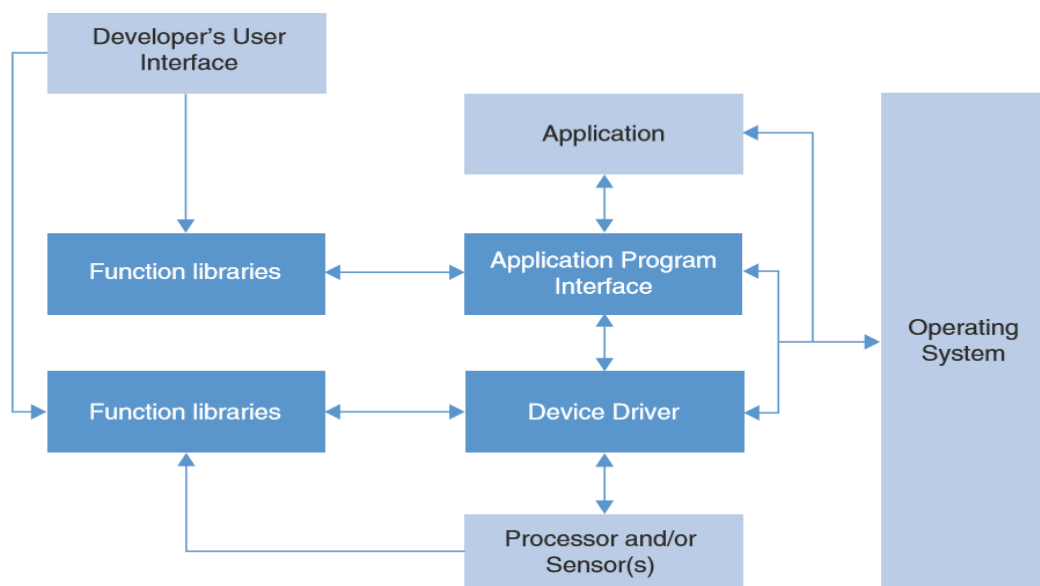 Developer's User
Interface
Application
Function libraries
Application Program
Interface
Operating
System
Function libraries
Device Driver
Processor and/or
Sensor(s)